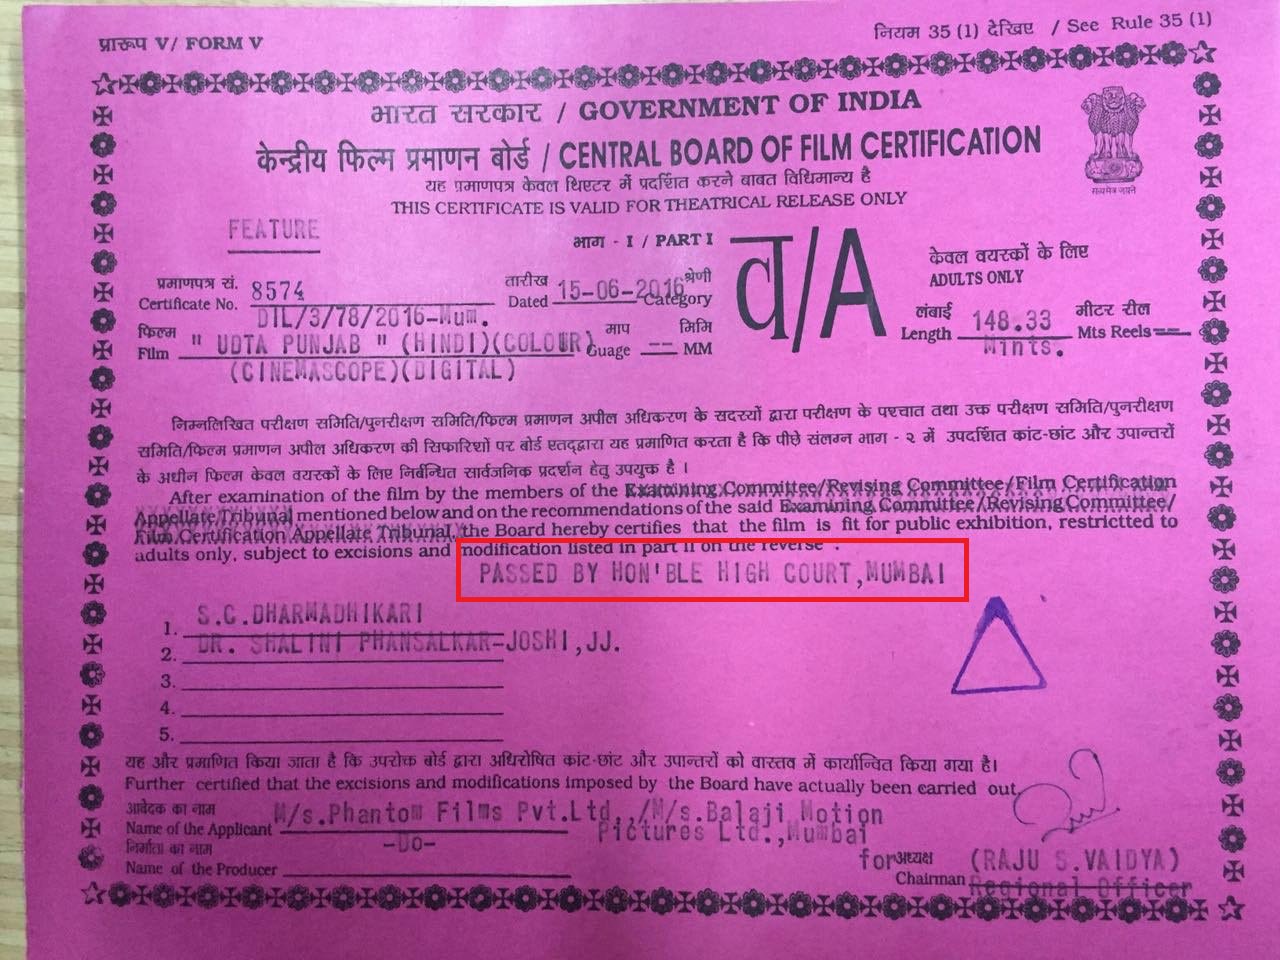 प्रारूप V/ FORM V
नियम 35 (1) देखिए / See Rule 35 (1)
भारत सरकार / GOVERNMENT OF INDIA
केन्द्रीय फिल्म प्रमाणन बोर्ड / CENTRAL BOARD OF FILM CERTIFICATION
सत्यमेव जयते
यह प्रमाणपत्र केवल थिएटर में प्रदर्शित करने बाबत विधिमान्य है
THIS CERTIFICATE IS VALID FOR THEATRICAL RELEASE ONLY
FEATURE
भाग - I / PART I
व/A
केवल वयस्कों के लिए
ADULTS ONLY
प्रमाणपत्र सं.
Certificate No. 8574
DIL/3/78/2016-Mum.
तारीख
Dated 15-06-2016
श्रेणी
Category
लंबाई
Length 148.33
Mints.
मीटर रील
Mts Reels --
फिल्म
Film " UDTA PUNJAB " (HINDI)(COLOUR)
(CINEMASCOPE)(DIGITAL)
माप
Guage --
मिमि
MM
निम्नलिखित परीक्षण समिति/पुनरीक्षण समिति/फिल्म प्रमाणन अपील अधिकरण के सदस्यों द्वारा परीक्षण के पश्चात तथा उक्त परीक्षण समिति/पुनरीक्षण
समिति/फिल्म प्रमाणन अपील अधिकरण की सिफारिशों पर बोर्ड एतद्द्वारा यह प्रमाणित करता है कि पीछे संलग्न भाग - २ में उपदर्शित कांट-छांट और उपान्तरों
के अधीन फिल्म केवल वयस्कों के लिए निर्बन्धित सार्वजनिक प्रदर्शन हेतु उपयुक्त है ।
After examination of the film by the members of the Examining Committee/Revising Committee/Film Certification
Appellate Tribunal mentioned below and on the recommendations of the said Examining Committee/Revising Committee/
Film Certification Appellate Tribunal, the Board hereby certifies that the film is fit for public exhibition, restrictted to
adults only, subject to excisions and modification listed in part II on the reverse .
PASSED BY HON'BLE HIGH COURT,MUMBAI
1. S.C.DHARMADHIKARI
2. DR. SHALINI PHANSALKAR-JOSHI,JJ.
3.
4.
5.
यह और प्रमाणित किया जाता है कि उपरोक्त बोर्ड द्वारा अधिरोपित कांट-छांट और उपान्तरों को वास्तव में कार्यान्वित किया गया है।
Further certified that the excisions and modifications imposed by the Board have actually been carried out.
आवेदक का नाम
Name of the Applicant M/s.Phantom Films Pvt.Ltd.,/M/s.Balaji Motion
Pictures Ltd.,Mumbai
निर्माता का नाम
Name of the Producer -Do-
for अध्यक्ष
Chairman
(RAJU S.VAIDYA)
Regional Officer